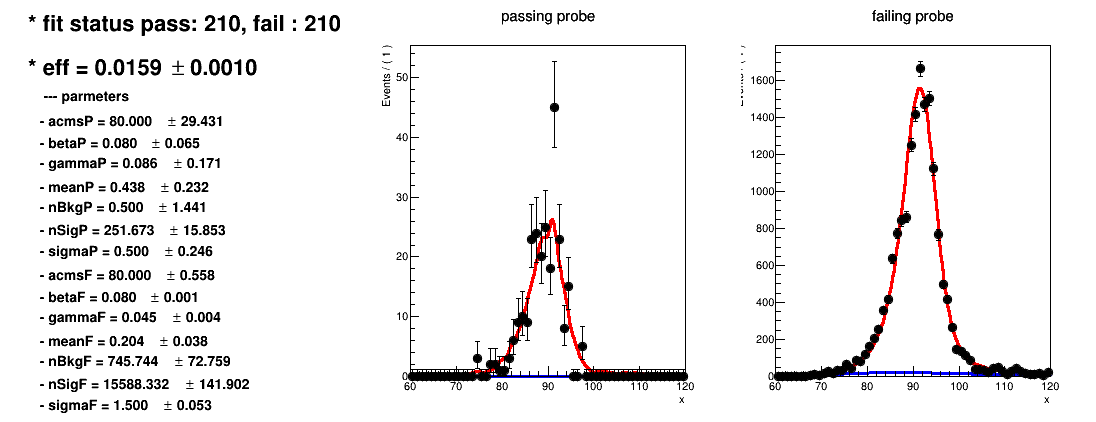 * fit status pass: 210, fail : 210
* eff = 0.0159 ± 0.0010
--- parmeters
- acmsP = 80.000 ± 29.431
- betaP = 0.080 ± 0.065
- gammaP = 0.086 ± 0.171
- meanP = 0.438 ± 0.232
- nBkgP = 0.500 ± 1.441
- nSigP = 251.673 ± 15.853
- sigmaP = 0.500 ± 0.246
- acmsF = 80.000 ± 0.558
- betaF = 0.080 ± 0.001
- gammaF = 0.045 ± 0.004
- meanF = 0.204 ± 0.038
- nBkgF = 745.744 ± 72.759
- nSigF = 15588.332 ± 141.902
- sigmaF = 1.500 ± 0.053
passing probe
Events / ( 1 )
50
40
30
20
10
0
60 70 80 90 100 110 120
x
failing probe
1600
1400
1200
1000
800
600
400
200
0
60 70 80 90 100 110 120
x